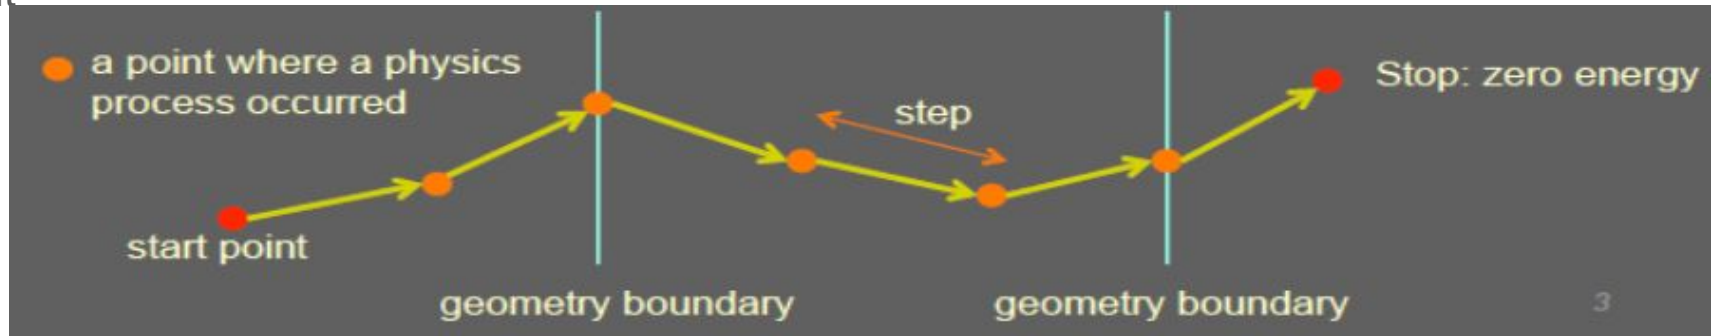 a point where a physics
process occurred
step
Stop: zero energy
start point
geometry boundary
geometry boundary
3